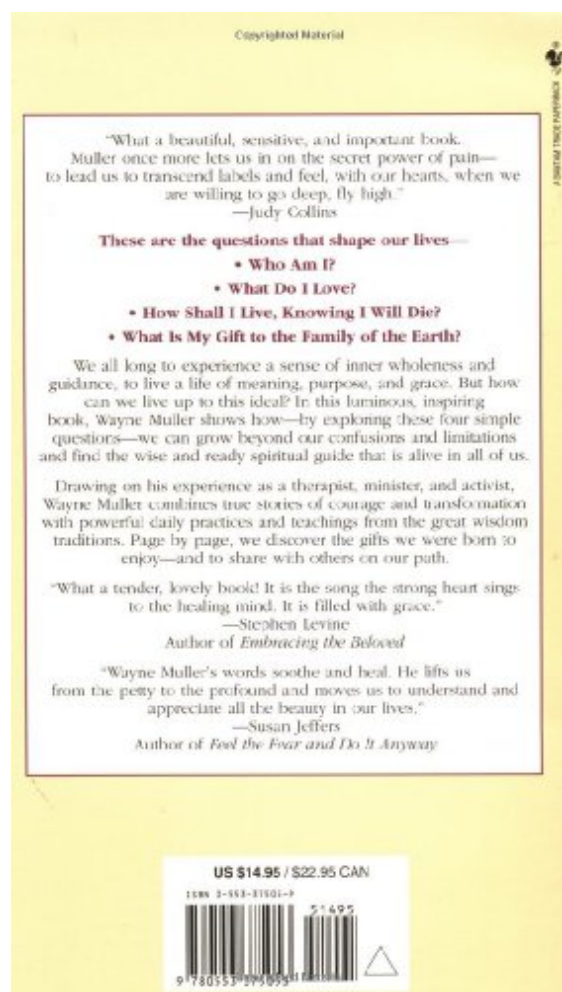 Copyrighted Material
A BANTAM TRADE PAPERBACK
"What a beautiful, sensitive, and important book.
Muller once more lets us in on the secret power of pain—
to lead us to transcend labels and feel, with our hearts, when we
are willing to go deep, fly high."
—Judy Collins
These are the questions that shape our lives—
• Who Am I?
• What Do I Love?
• How Shall I Live, Knowing I Will Die?
• What Is My Gift to the Family of the Earth?
We all long to experience a sense of inner wholeness and
guidance, to live a life of meaning, purpose, and grace. But how
can we live up to this ideal? In this luminous, inspiring
book, Wayne Muller shows how—by exploring these four simple
questions—we can grow beyond our confusions and limitations
and find the wise and ready spiritual guide that is alive in all of us.
Drawing on his experience as a therapist, minister, and activist,
Wayne Muller combines true stories of courage and transformation
with powerful daily practices and teachings from the great wisdom
traditions. Page by page, we discover the gifts we were born to
enjoy—and to share with others on our path.
"What a tender, lovely book! It is the song the strong heart sings
to the healing mind. It is filled with grace."
—Stephen Levine
Author of Embracing the Beloved
"Wayne Muller's words soothe and heal. He lifts us
from the petty to the profound and moves us to understand and
appreciate all the beauty in our lives."
—Susan Jeffers
Author of Feel the Fear and Do It Anyway
US $14.95 / $22.95 CAN
ISBN 0-553-37505-9
51495
9 780553 375053